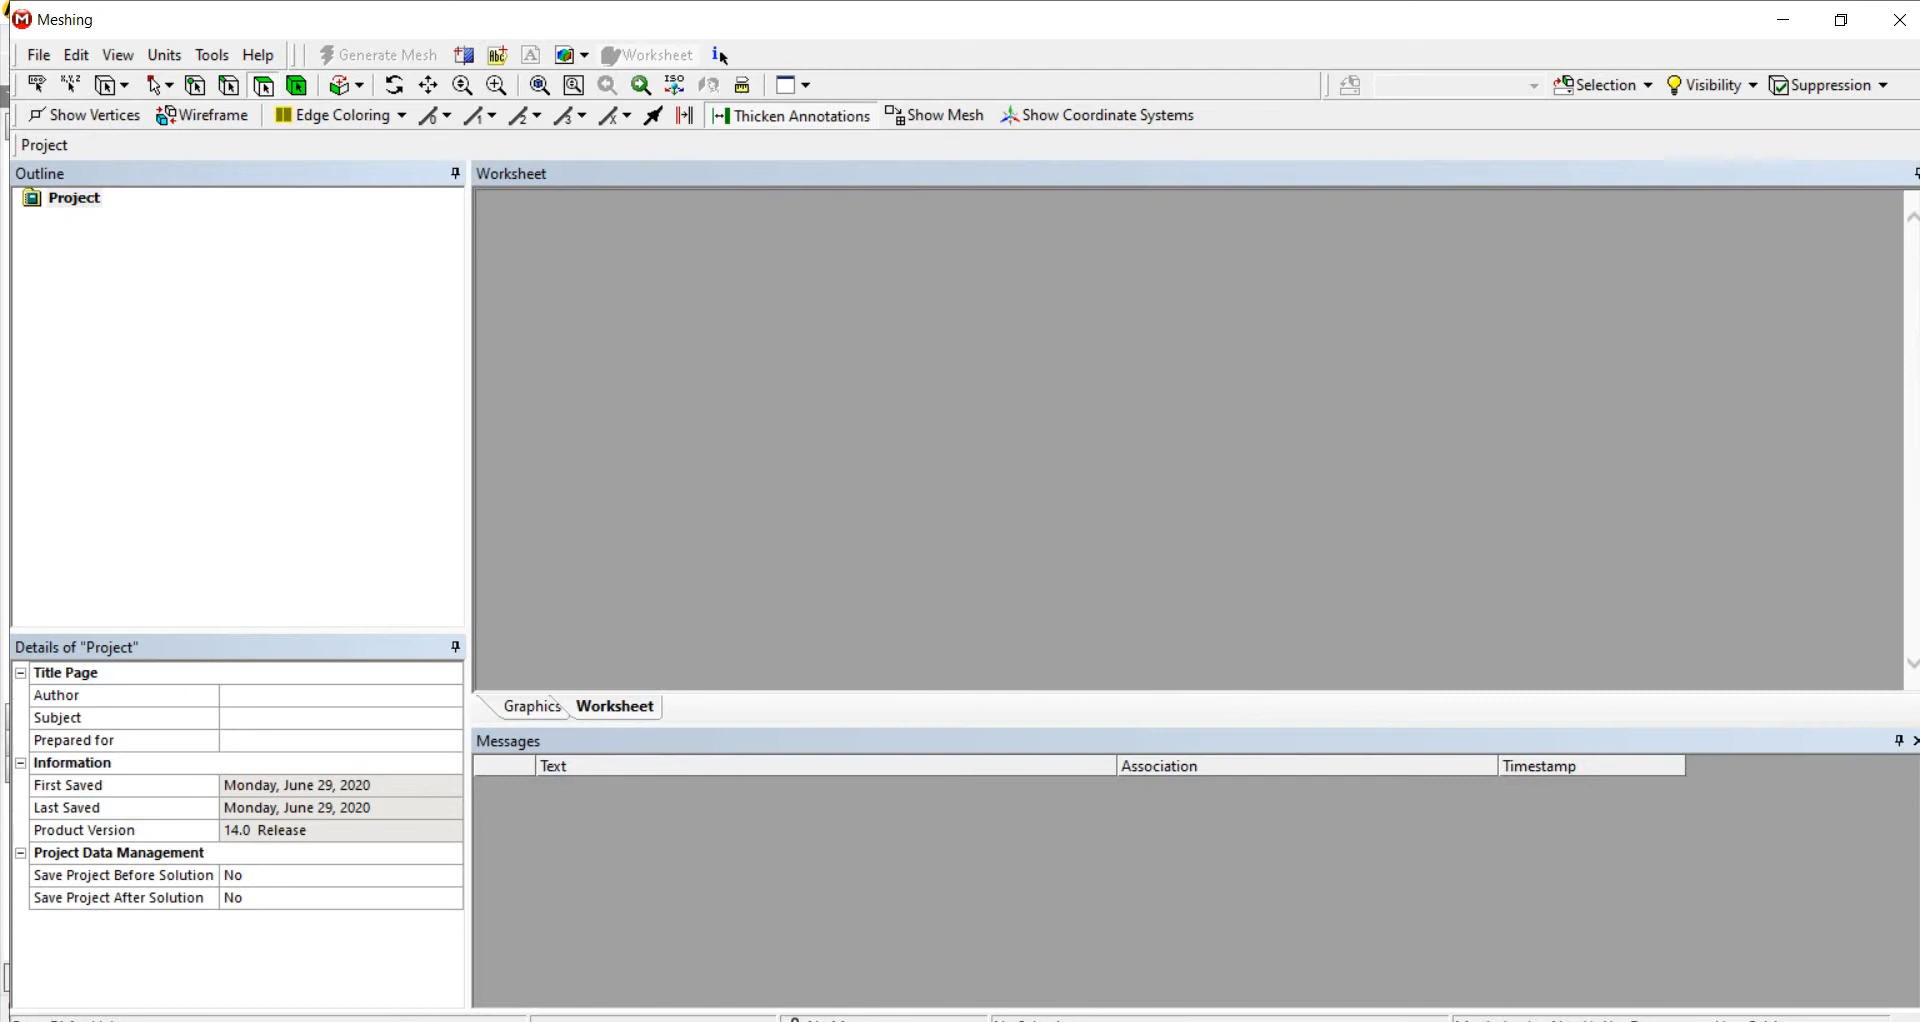 Meshing
File Edit View Units Tools Help Generate Mesh Worksheet
Selection Visibility Suppression
Show Vertices Wireframe Edge Coloring Thicken Annotations Show Mesh Show Coordinate Systems
Project
Outline
Project
Worksheet
Details of "Project"
Title Page
Author
Subject
Prepared for
Information
First Saved Monday, June 29, 2020
Last Saved Monday, June 29, 2020
Product Version 14.0 Release
Project Data Management
Save Project Before Solution No
Save Project After Solution No
Graphics Worksheet
Messages
Text Association Timestamp